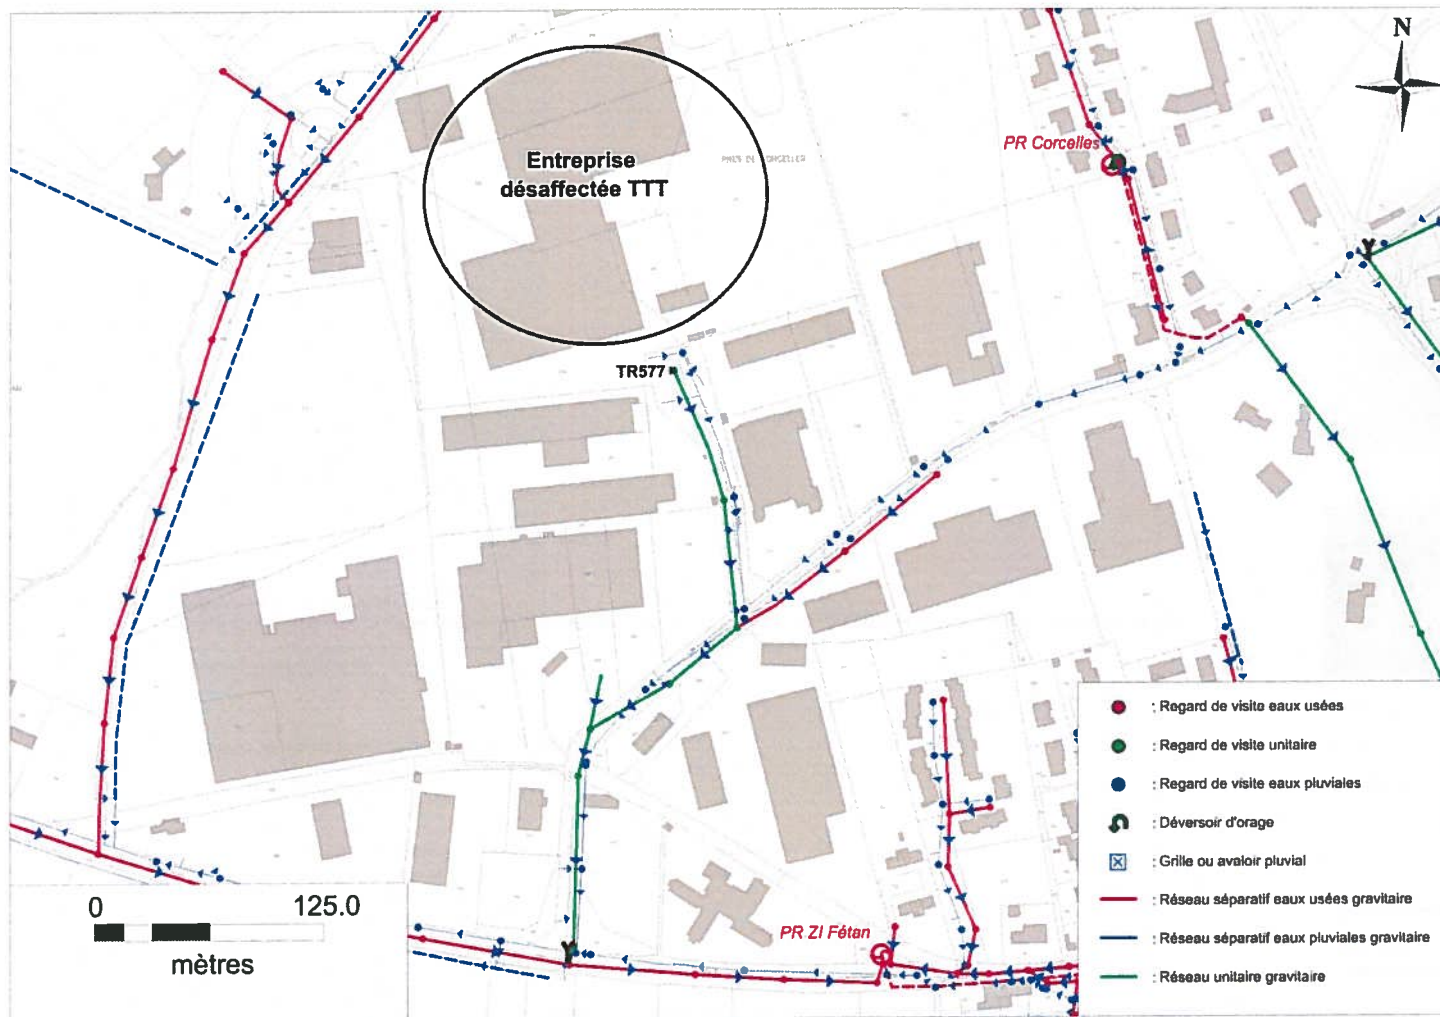 N
PR Corcelles
Entreprise
désaffectée TTT
TR577
: Regard de visite eaux usées
: Regard de visite unitaire
: Regard de visite eaux pluviales
: Déversoir d'orage
: Grille ou avaloir pluvial
: Réseau séparatif eaux usées gravitaire
: Réseau séparatif eaux pluviales gravitaire
: Réseau unitaire gravitaire
0 125.0
mètres
PR ZI Fétan